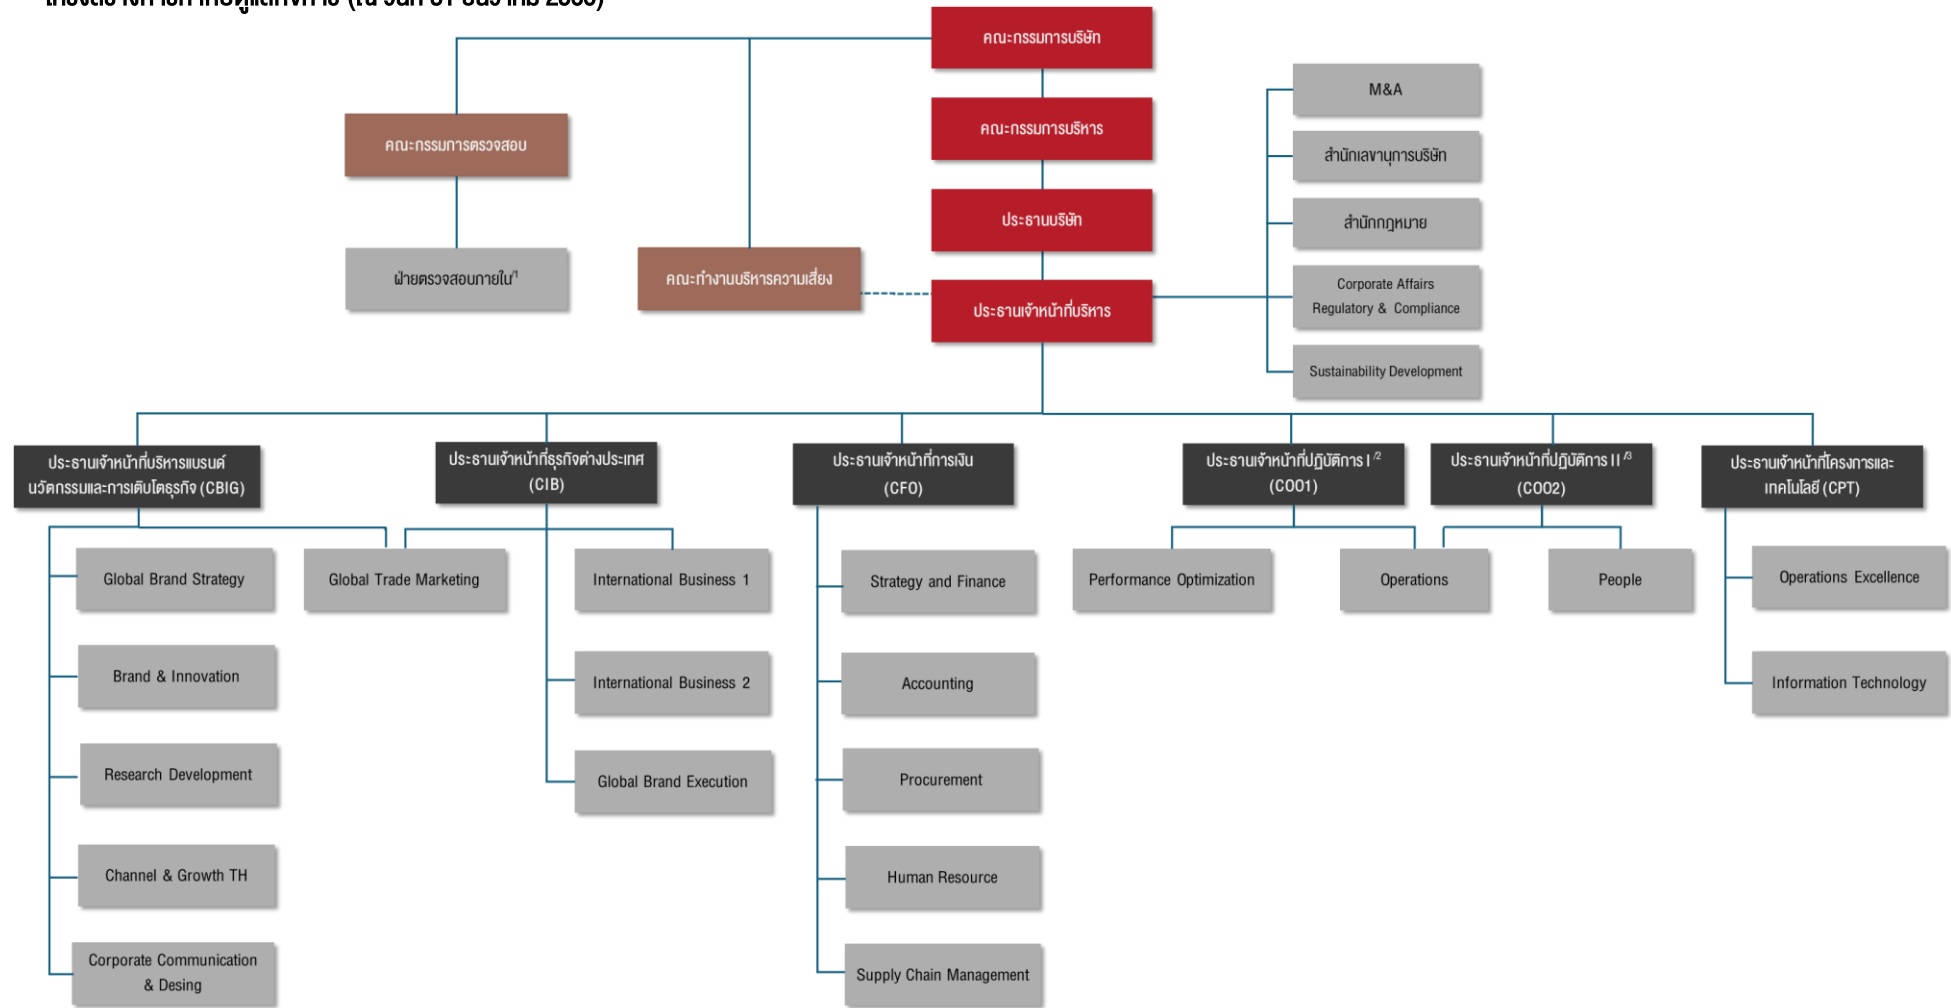 คณะกรรมการบริษัท
M&A
คณะกรรมการบริหาร
คณะกรรมการตรวจสอบ
สำนักเลขานุการบริษัท
ประธานบริษัท
สำนักกฎหมาย
ฝ่ายตรวจสอบภายใน/1
คณะทำงานบริหารความเสี่ยง
ประธานเจ้าหน้าที่บริหาร
Corporate Affairs
Regulatory & Compliance
Sustainability Development
ประธานเจ้าหน้าที่บริหารแบรนด์
นวัตกรรมและการเติบโตธุรกิจ (CBIG)
ประธานเจ้าหน้าที่ธุรกิจต่างประเทศ
(CIB)
ประธานเจ้าหน้าที่การเงิน
(CFO)
ประธานเจ้าหน้าที่ปฏิบัติการ I /2
(COO1)
ประธานเจ้าหน้าที่ปฏิบัติการ II /3
(COO2)
ประธานเจ้าหน้าที่โครงการและ
เทคโนโลยี (CPT)
Global Brand Strategy
Global Trade Marketing
International Business 1
Strategy and Finance
Performance Optimization
Operations
People
Operations Excellence
Brand & Innovation
International Business 2
Accounting
Information Technology
Research Development
Global Brand Execution
Procurement
Channel & Growth TH
Human Resource
Corporate Communication
& Desing
Supply Chain Management